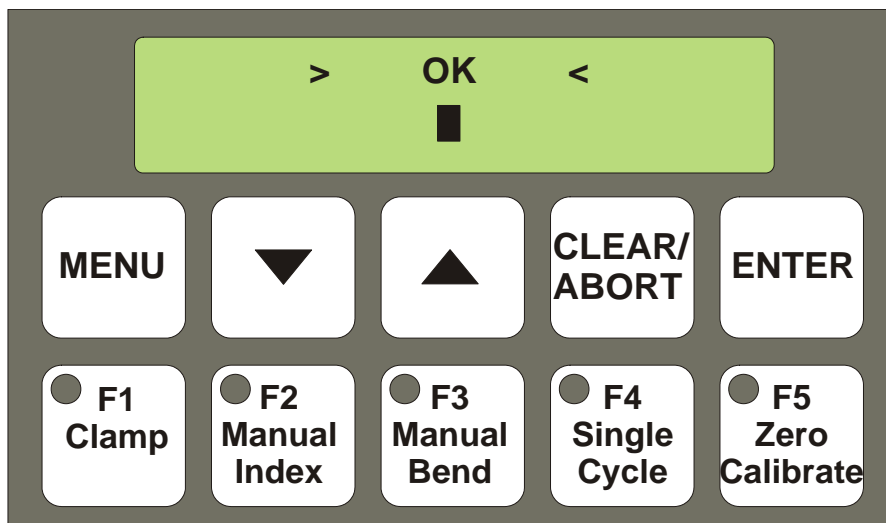 > OK <
MENU
CLEAR/
ABORT
ENTER
F1
Clamp
F2
Manual
Index
F3
Manual
Bend
F4
Single
Cycle
F5
Zero
Calibrate